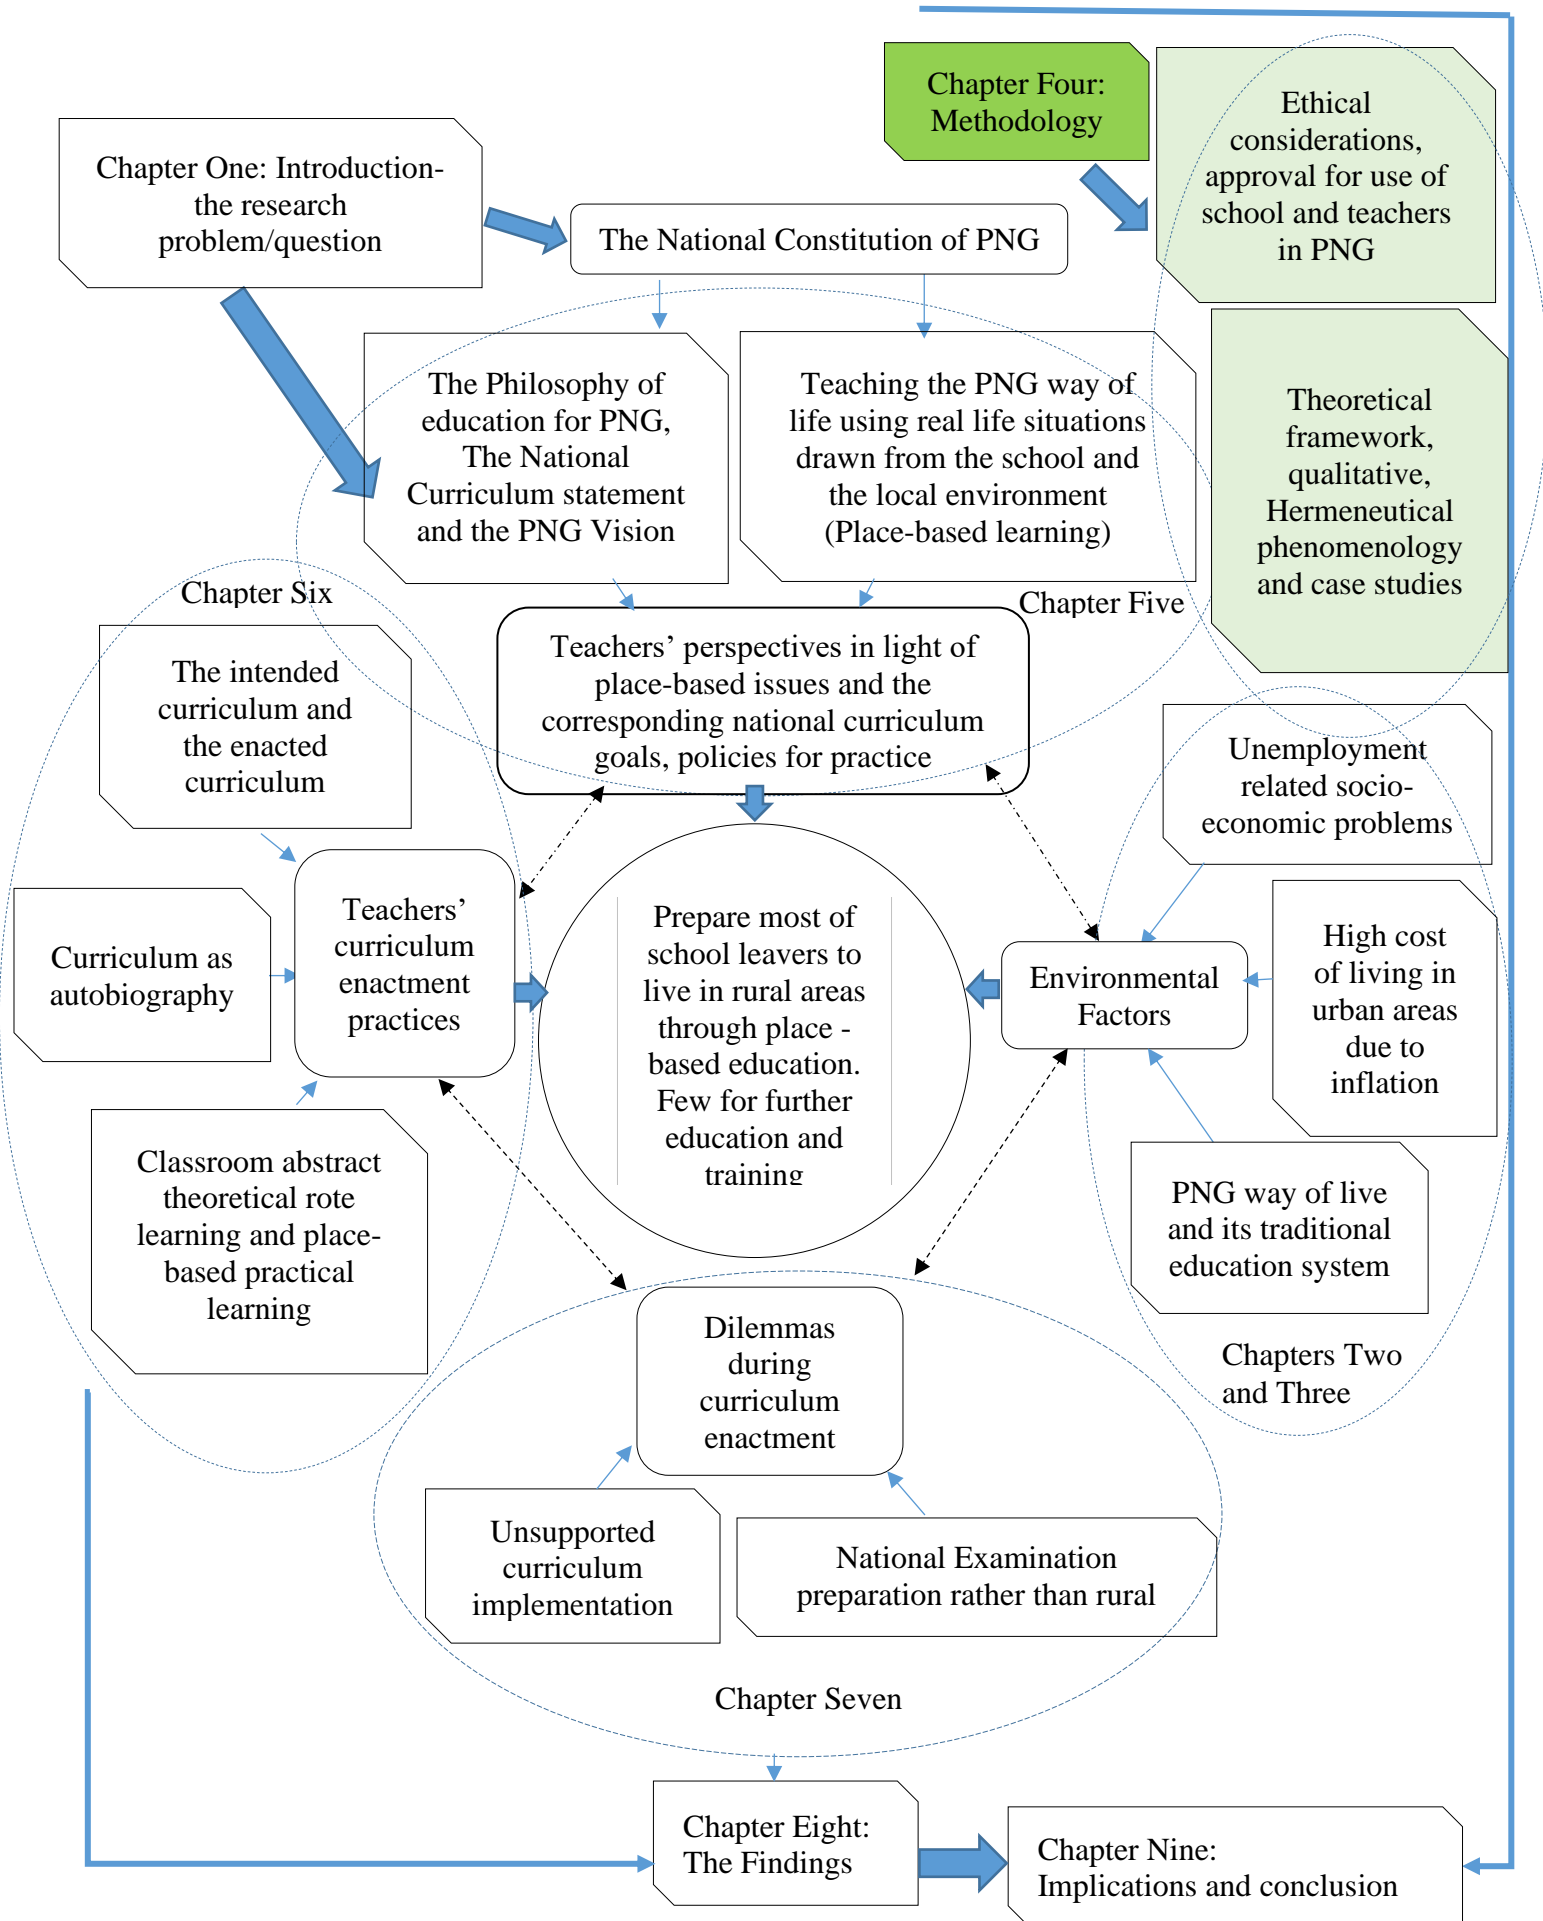 Chapter Four:
Methodology
Ethical
considerations,
approval for use of
school and teachers
in PNG
Chapter One: Introduction-
the research
problem/question
The National Constitution of PNG
The Philosophy of
education for PNG,
The National
Curriculum statement
and the PNG Vision
Teaching the PNG way of
life using real life situations
drawn from the school and
the local environment
(Place-based learning)
Theoretical
framework,
qualitative,
Hermeneutical
phenomenology
and case studies
Chapter Six
Chapter Five
The intended
curriculum and
the enacted
curriculum
Teachers’ perspectives in light of
place-based issues and the
corresponding national curriculum
goals, policies for practice
Unemployment
related socio-
economic problems
Curriculum as
autobiography
Teachers’
curriculum
enactment
practices
Prepare most of
school leavers to
live in rural areas
through place -
based education.
Few for further
education and
training
Environmental
Factors
High cost
of living in
urban areas
due to
inflation
Classroom abstract
theoretical rote
learning and place-
based practical
learning
PNG way of live
and its traditional
education system
Chapters Two
and Three
Dilemmas
during
curriculum
enactment
Unsupported
curriculum
implementation
National Examination
preparation rather than rural
Chapter Seven
Chapter Eight:
The Findings
Chapter Nine:
Implications and conclusion